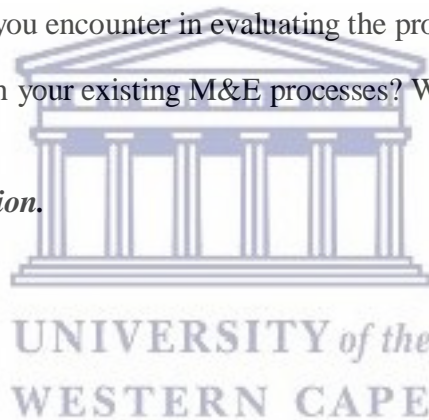 you encounter in evaluating the pro
your existing M&E processes? W
ion.
UNIVERSITY of the
WESTERN CAPE